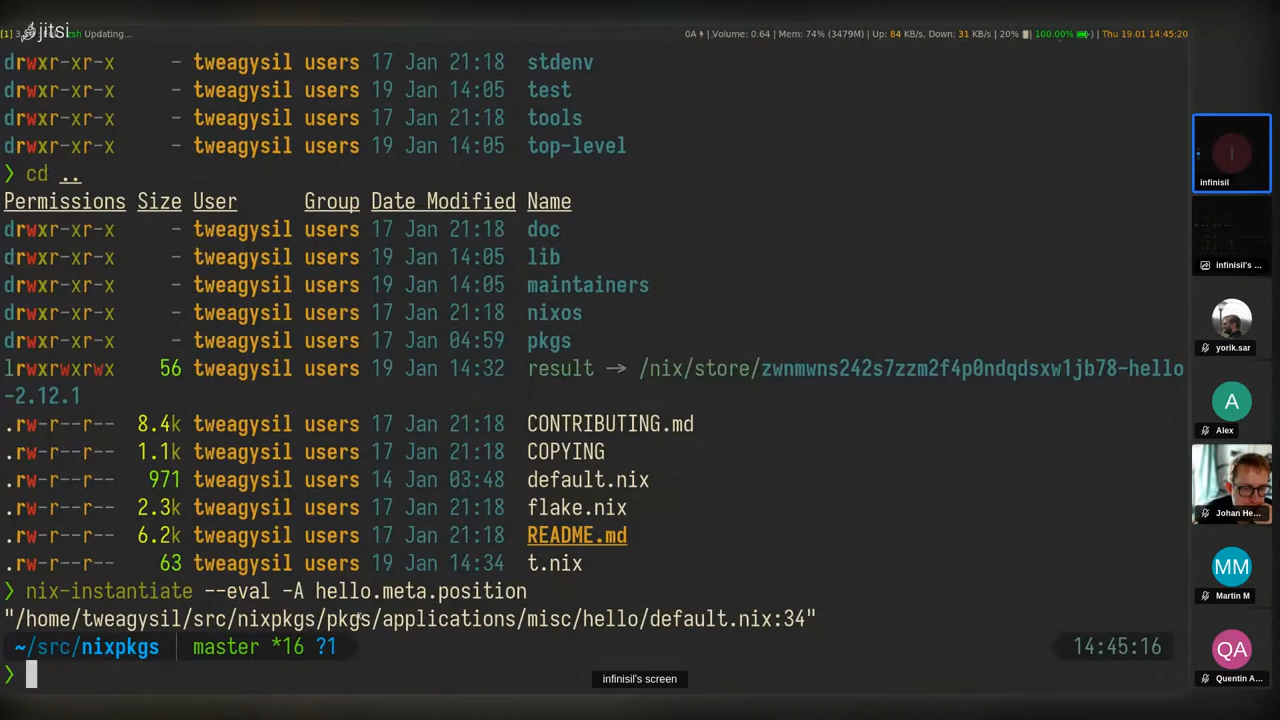 jitsi
[1] 3 zsh Updating... 0A |.Volume: 0.64 | Mem: 74% (3479M) | Up: 84 KB/s, Down: 31 KB/s | 20% | 100.00% | Thu 19.01 14:45:20
drwxr-xr-x - tweagysil users 17 Jan 21:18 stdenv
drwxr-xr-x - tweagysil users 19 Jan 14:05 test
drwxr-xr-x - tweagysil users 17 Jan 21:18 tools
drwxr-xr-x - tweagysil users 19 Jan 14:05 top-level
❯ cd ..
Permissions Size User Group Date Modified Name
drwxr-xr-x - tweagysil users 17 Jan 21:18 doc
drwxr-xr-x - tweagysil users 19 Jan 14:05 lib
drwxr-xr-x - tweagysil users 19 Jan 14:05 maintainers
drwxr-xr-x - tweagysil users 17 Jan 21:18 nixos
drwxr-xr-x - tweagysil users 17 Jan 04:59 pkgs
lrwxrwxrwx 56 tweagysil users 19 Jan 14:32 result -> /nix/store/zwnmwns242s7zzm2f4p0ndqdsxw1jb78-hello
-2.12.1
.rw-r--r-- 8.4k tweagysil users 17 Jan 21:18 CONTRIBUTING.md
.rw-r--r-- 1.1k tweagysil users 17 Jan 21:18 COPYING
.rw-r--r-- 971 tweagysil users 14 Jan 03:48 default.nix
.rw-r--r-- 2.3k tweagysil users 17 Jan 21:18 flake.nix
.rw-r--r-- 6.2k tweagysil users 17 Jan 21:18 README.md
.rw-r--r-- 63 tweagysil users 19 Jan 14:34 t.nix
❯ nix-instantiate --eval -A hello.meta.position
"/home/tweagysil/src/nixpkgs/pkgs/applications/misc/hello/default.nix:34"
~/src/nixpkgs master *16 ?1 14:45:16
❯
infinisil's screen
I
infinisil
infinisil's ...
yorik.sar
A
Alex
Johan He...
MM
Martin M
QA
Quentin A...